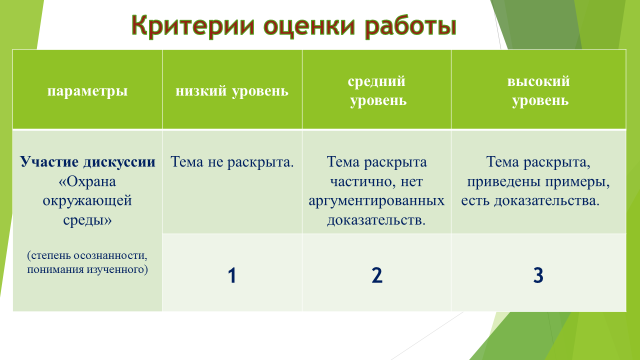 Критерии оценки работы
параметры
низкий уровень
средний
уровень
высокий
уровень
Участие дискуссии
«Охрана
окружающей
среды»
(степень осознанности,
понимания изученного)
Тема не раскрыта.
Тема раскрыта
частично, нет
аргументированных
доказательств.
Тема раскрыта,
приведены примеры,
есть доказательства.
1
2
3